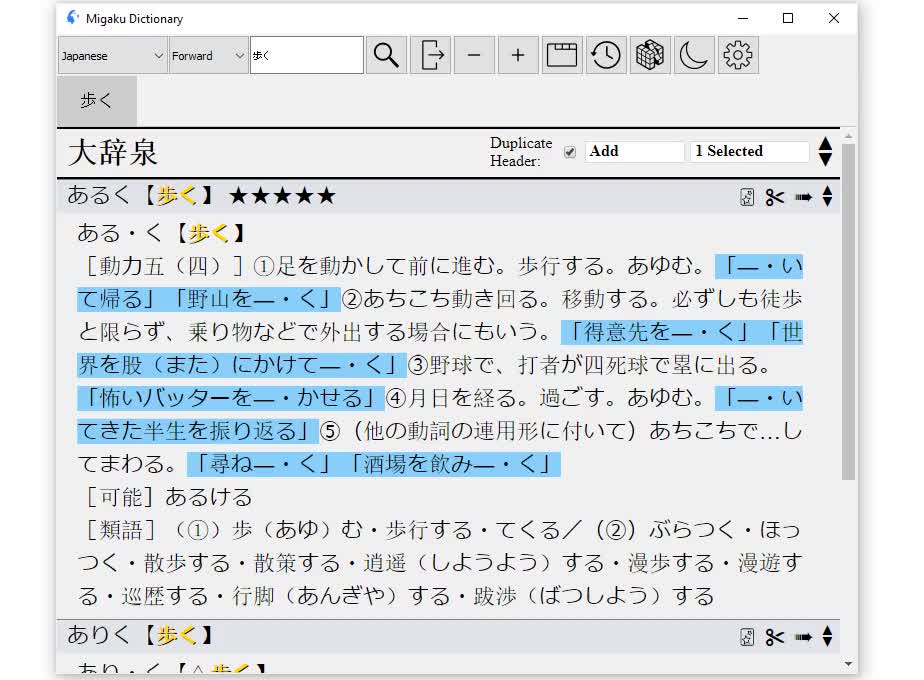 Migaku Dictionary
Japanese Forward 歩く
歩く
大辞泉
Duplicate Header: Add 1 Selected
あるく【歩く】★★★★★
ある・く【歩く】
［動力五（四）］①足を動かして前に進む。歩行する。あゆむ。「―・い
て帰る」「野山を―・く」②あちこち動き回る。移動する。必ずしも徒歩
と限らず、乗り物などで外出する場合にもいう。「得意先を―・く」「世
界を股（また）にかけて―・く」③野球で、打者が四死球で塁に出る。
「怖いバッターを―・かせる」④月日を経る。過ごす。あゆむ。「―・い
てきた半生を振り返る」⑤（他の動詞の連用形に付いて）あちこちで…し
てまわる。「尋ね―・く」「酒場を飲み―・く」
［可能］あるける
［類語］（①）歩（あゆ）む・歩行する・てくる／（②）ぶらつく・ほっ
つく・散歩する・散策する・逍遥（しようよう）する・漫歩する・漫遊す
る・巡歴する・行脚（あんぎや）する・跋渉（ばつしよう）する
ありく【歩く】
あり・く【△歩く】